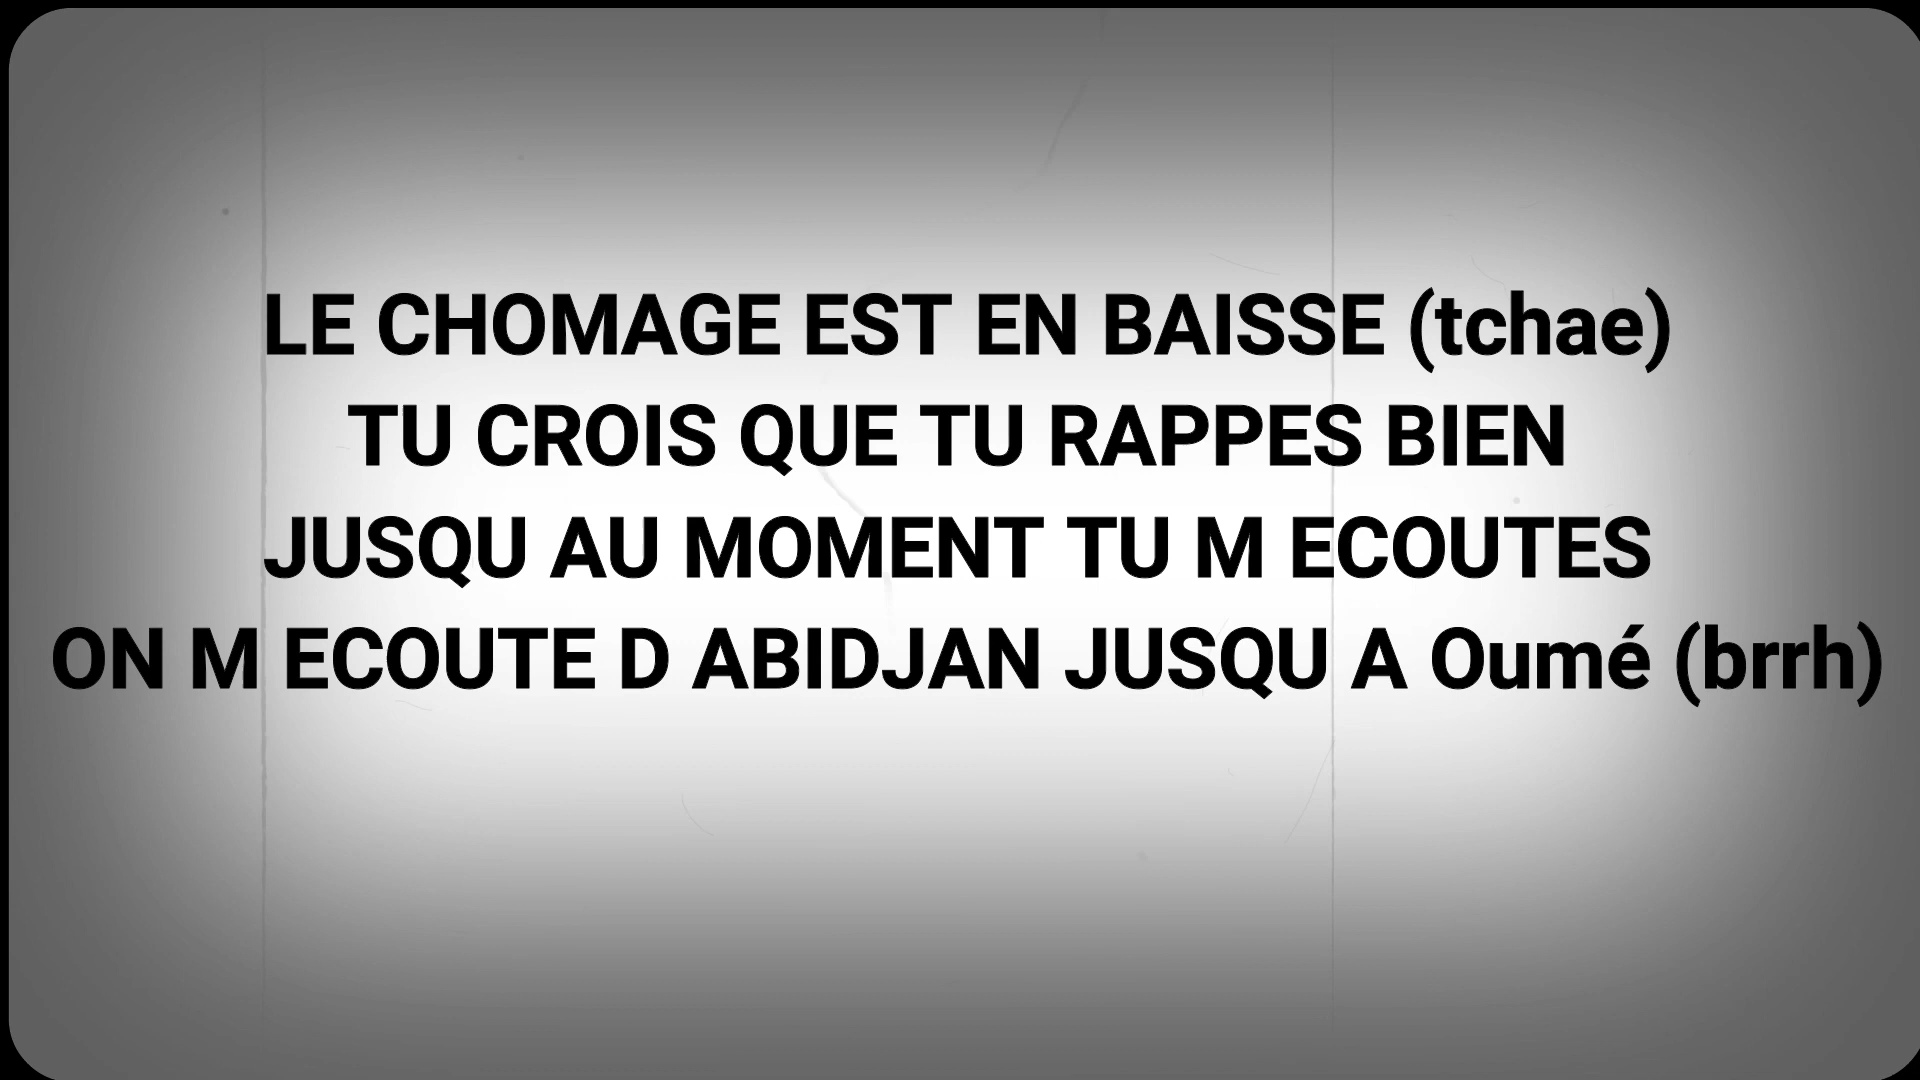 LE CHOMAGE EST EN BAISSE (tchae)
TU CROIS QUE TU RAPPES BIEN
JUSQU AU MOMENT TU M ECOUTES
ON M ECOUTE D ABIDJAN JUSQU A Oumé (brrh)